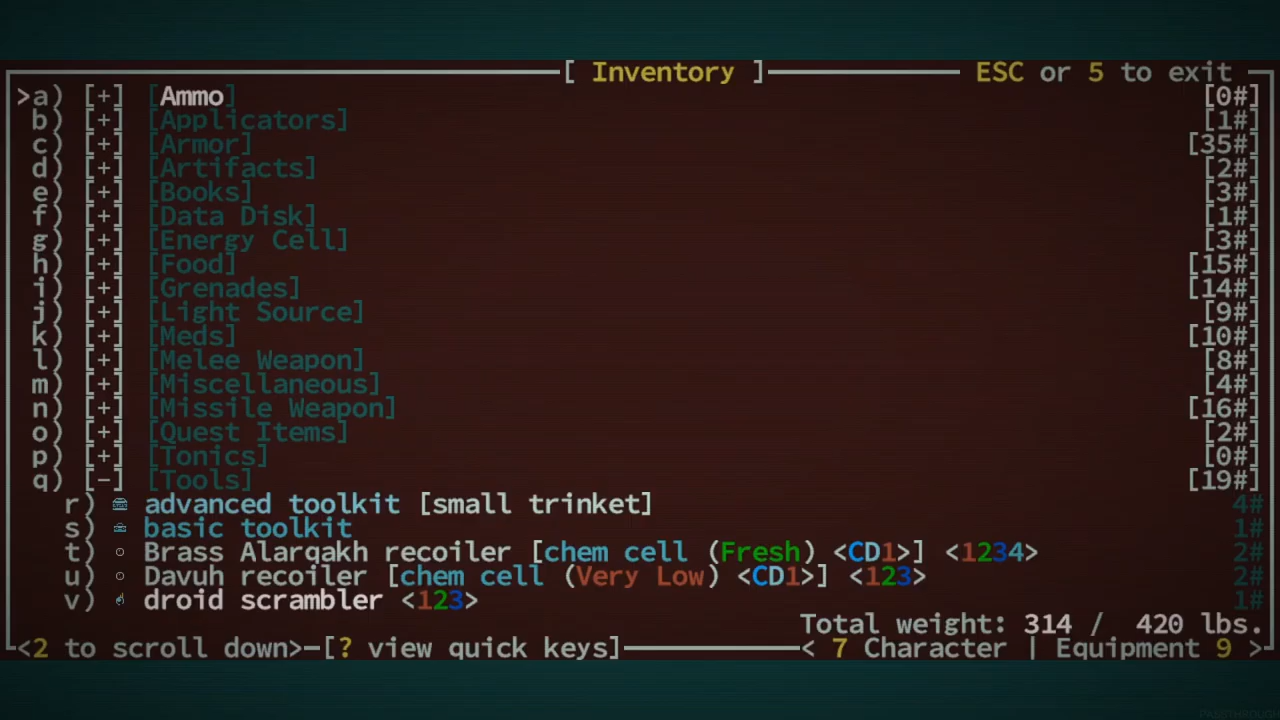 [ Inventory ] ESC or 5 to exit
>a) [+] [Ammo] [0#]
b) [+] [Applicators] [1#]
c) [+] [Armor] [35#]
d) [+] [Artifacts] [2#]
e) [+] [Books] [3#]
f) [+] [Data Disk] [1#]
g) [+] [Energy Cell] [3#]
h) [+] [Food] [15#]
i) [+] [Grenades] [14#]
j) [+] [Light Source] [9#]
k) [+] [Meds] [10#]
l) [+] [Melee Weapon] [8#]
m) [+] [Miscellaneous] [4#]
n) [+] [Missile Weapon] [16#]
o) [+] [Quest Items] [2#]
p) [+] [Tonics] [0#]
q) [-] [Tools] [19#]
r) advanced toolkit [small trinket] 4#
s) basic toolkit 1#
t) Brass Alarqakh recoiler [chem cell (Fresh) <CD1>] <1234> 2#
u) Davuh recoiler [chem cell (Very Low) <CD1>] <123> 2#
v) droid scrambler <123> 1#
Total weight: 314 / 420 lbs.
<2 to scroll down> [? view quick keys] < 7 Character | Equipment 9 >